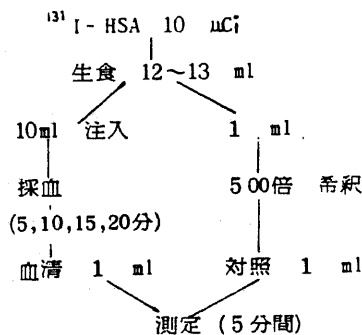 ¹³¹I-HSA 10 μCi
生食 12～13 ml
10ml 注入 1 ml
採血 500倍 希釈
(5,10,15,20分)
血清 1 ml 対照 1 ml
測定 (5分間)